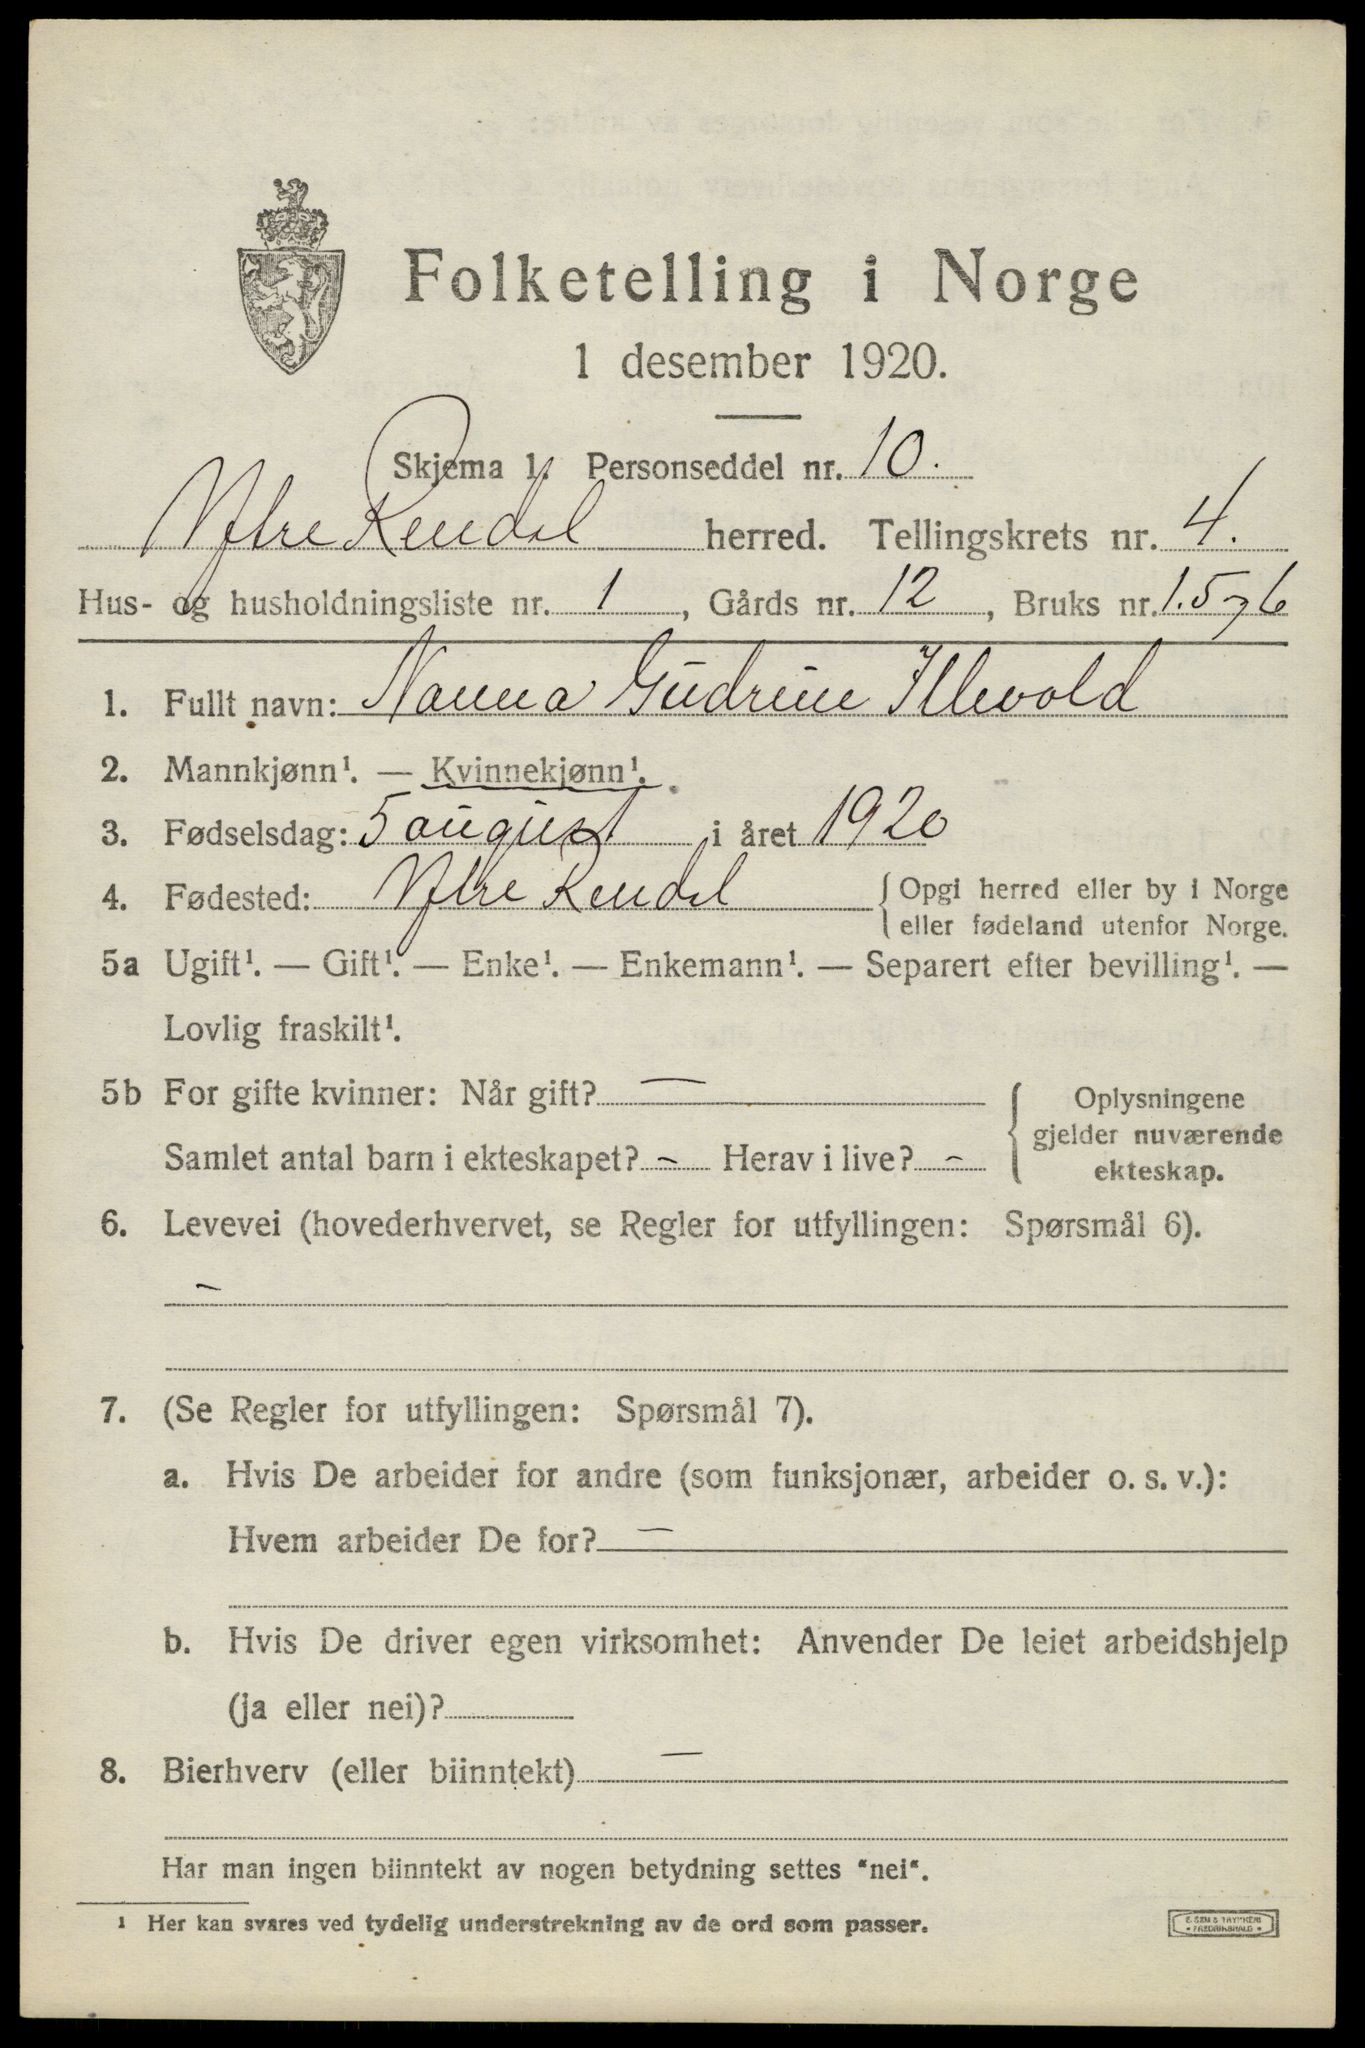 Folketelling i Norge
1 desember 1920.
Skjema 1. Personseddel nr. 10.
Ytre Rendal herred. Tellingskrets nr. 4.
Hus- og husholdningsliste nr. 1, Gårds nr. 12, Bruks nr. 1.5 og 6
1. Fullt navn: Nanna Gudrun Illevold
2. Mannkjønn¹. — Kvinnekjønn¹.
3. Fødselsdag: 5 august i året 1920
4. Fødested: Ytre Rendal { Opgi herred eller by i Norge
eller fødeland utenfor Norge.
5a Ugift¹. — Gift¹. — Enke¹. — Enkemann¹. — Separert efter bevilling¹. —
Lovlig fraskilt¹.
5b For gifte kvinner: Når gift? —
Samlet antal barn i ekteskapet? - Herav i live? -
Oplysningene
gjelder nuværende
ekteskap.
6. Levevei (hovederhvervet, se Regler for utfyllingen: Spørsmål 6).
-
7. (Se Regler for utfyllingen: Spørsmål 7).
a. Hvis De arbeider for andre (som funksjonær, arbeider o. s. v.):
Hvem arbeider De for? —
b. Hvis De driver egen virksomhet: Anvender De leiet arbeidshjelp
(ja eller nei)?
8. Bierhverv (eller biinntekt) —
Har man ingen biinntekt av nogen betydning settes "nei".
¹ Her kan svares ved tydelig understrekning av de ord som passer.